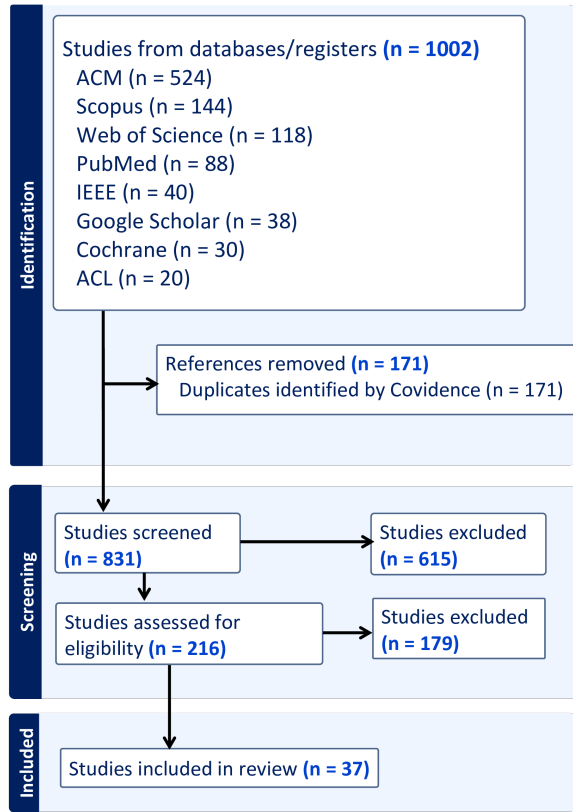 Identification
Studies from databases/registers (n = 1002)
ACM (n = 524)
Scopus (n = 144)
Web of Science (n = 118)
PubMed (n = 88)
IEEE (n = 40)
Google Scholar (n = 38)
Cochrane (n = 30)
ACL (n = 20)
References removed (n = 171)
Duplicates identified by Covidence (n = 171)
Screening
Studies screened
(n = 831)
Studies excluded
(n = 615)
Studies assessed for
eligibility (n = 216)
Studies excluded
(n = 179)
Included
Studies included in review (n = 37)